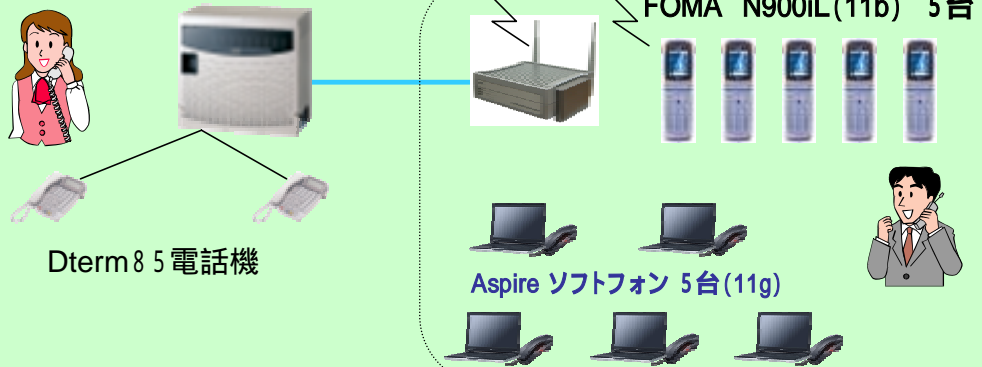 FOMA N900iL(11b) 5台
Dterm85電話機
Aspire ソフトフォン 5台(11g)